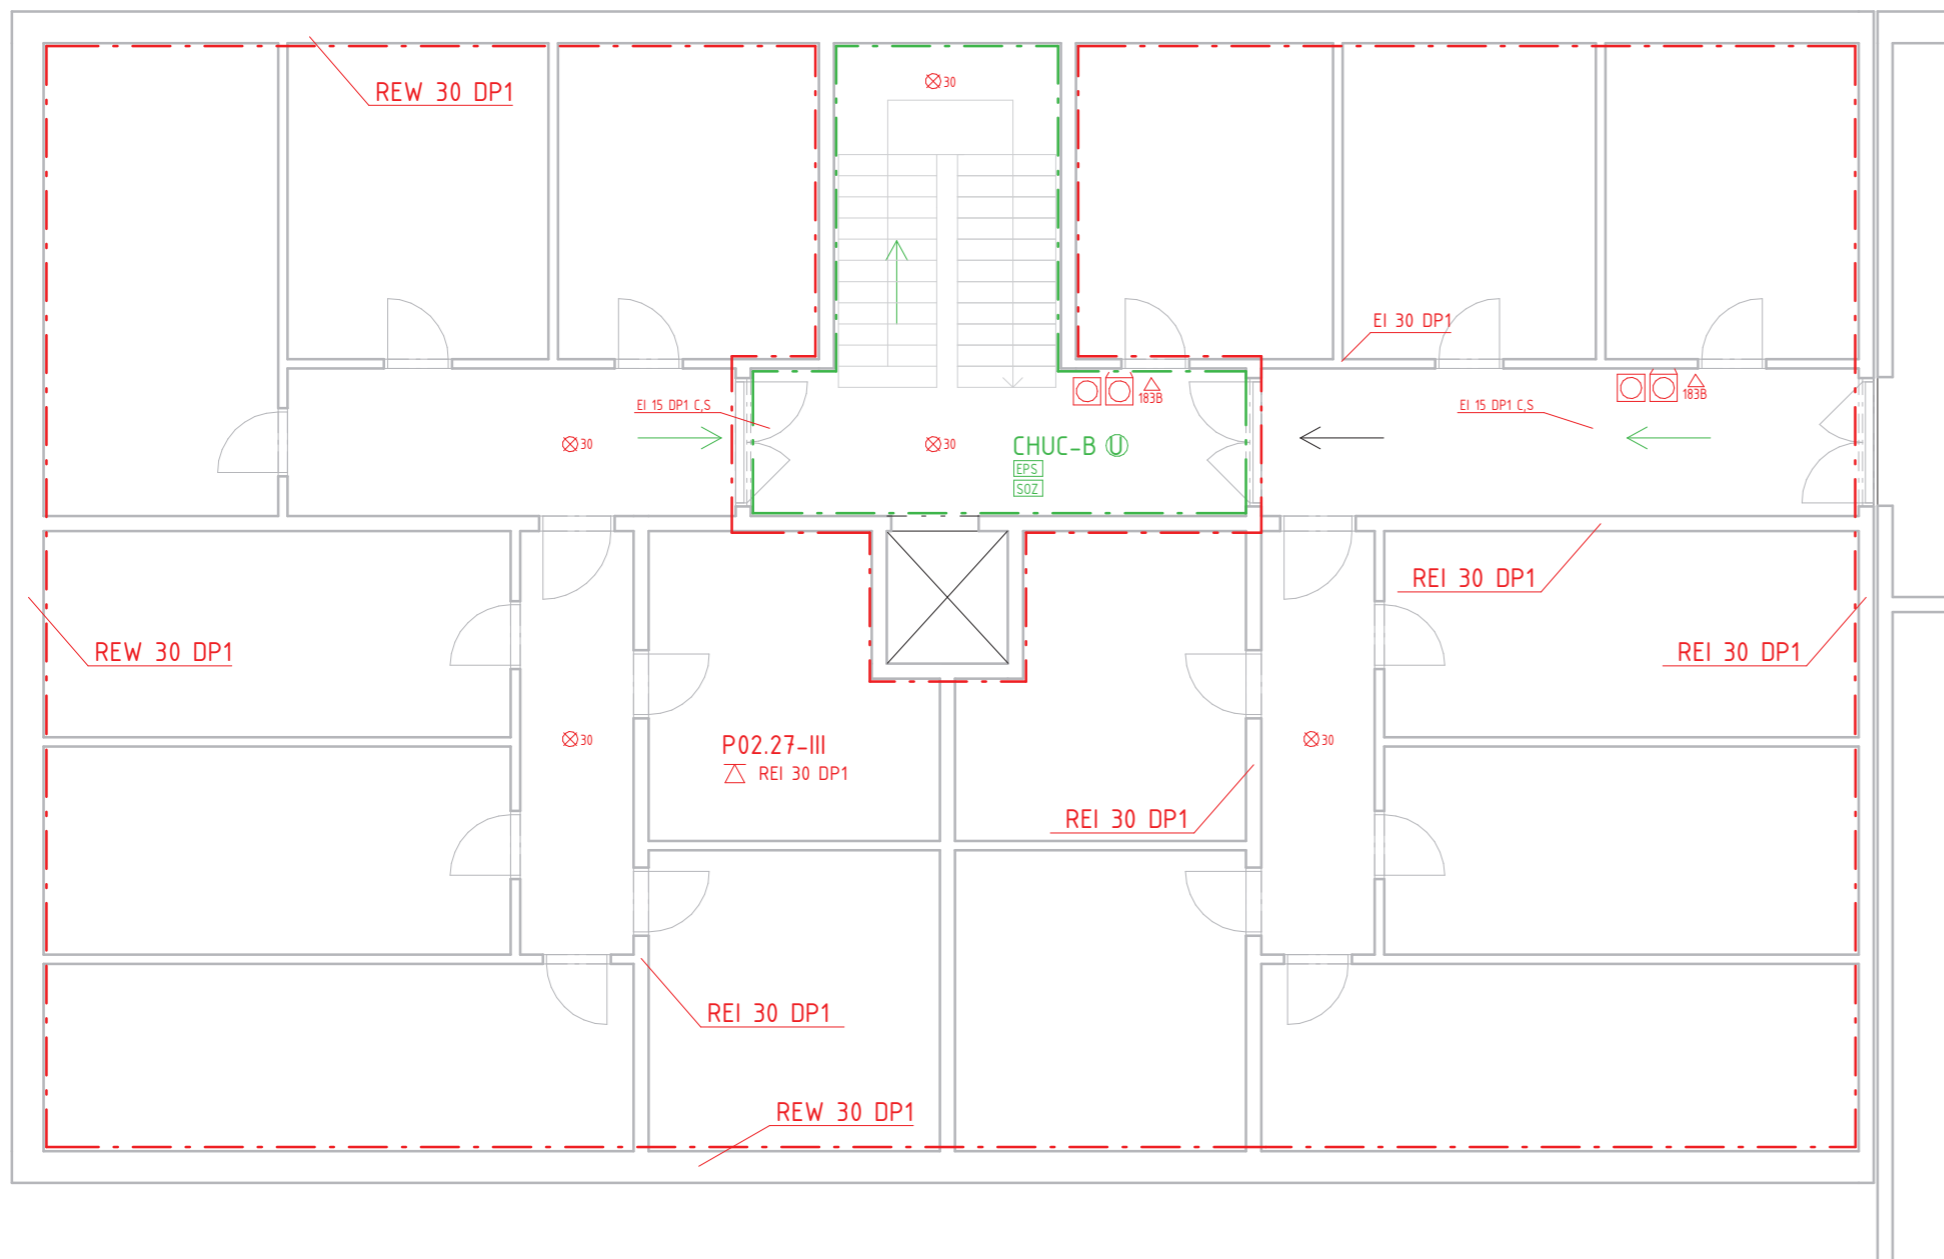 30
REW 30 DP1
EI 30 DP1
183B
183B
EI 15 DP1 C,S
EI 15 DP1 C,S
30
30
CHUC-B U
EPS
SOZ
REI 30 DP1
REW 30 DP1
REI 30 DP1
30
30
P02.27-III
REI 30 DP1
REI 30 DP1
REI 30 DP1
REW 30 DP1